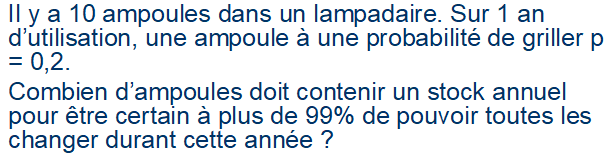 Il y a 10 ampoules dans un lampadaire. Sur 1 an
d’utilisation, une ampoule à une probabilité de griller p
= 0,2.
Combien d’ampoules doit contenir un stock annuel
pour être certain à plus de 99% de pouvoir toutes les
changer durant cette année ?